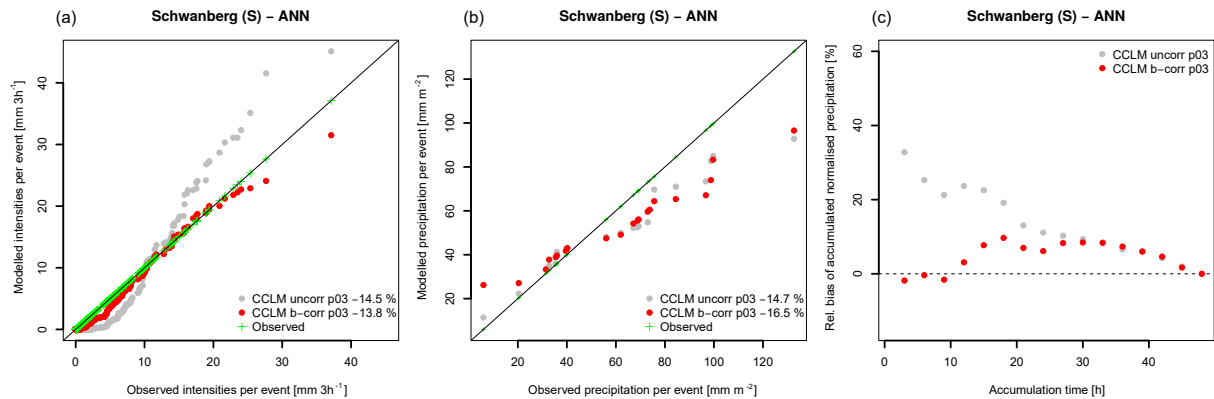 (a)
Schwanberg (S) − ANN
Modelled intensities per event [mm 3h⁻¹]
40
30
20
10
0
CCLM uncorr p03 −14.5 %
CCLM b−corr p03 −13.8 %
Observed
0 10 20 30 40
Observed intensities per event [mm 3h⁻¹]
(b)
Schwanberg (S) − ANN
Modelled precipitation per event [mm m⁻²]
120
100
80
60
40
20
CCLM uncorr p03 −14.7 %
CCLM b−corr p03 −16.5 %
Observed
20 40 60 80 100 120
Observed precipitation per event [mm m⁻²]
(c)
Schwanberg (S) − ANN
Rel. bias of accumulated normalised precipitation [%]
60
40
20
0
−20
CCLM uncorr p03
CCLM b−corr p03
0 10 20 30 40
Accumulation time [h]